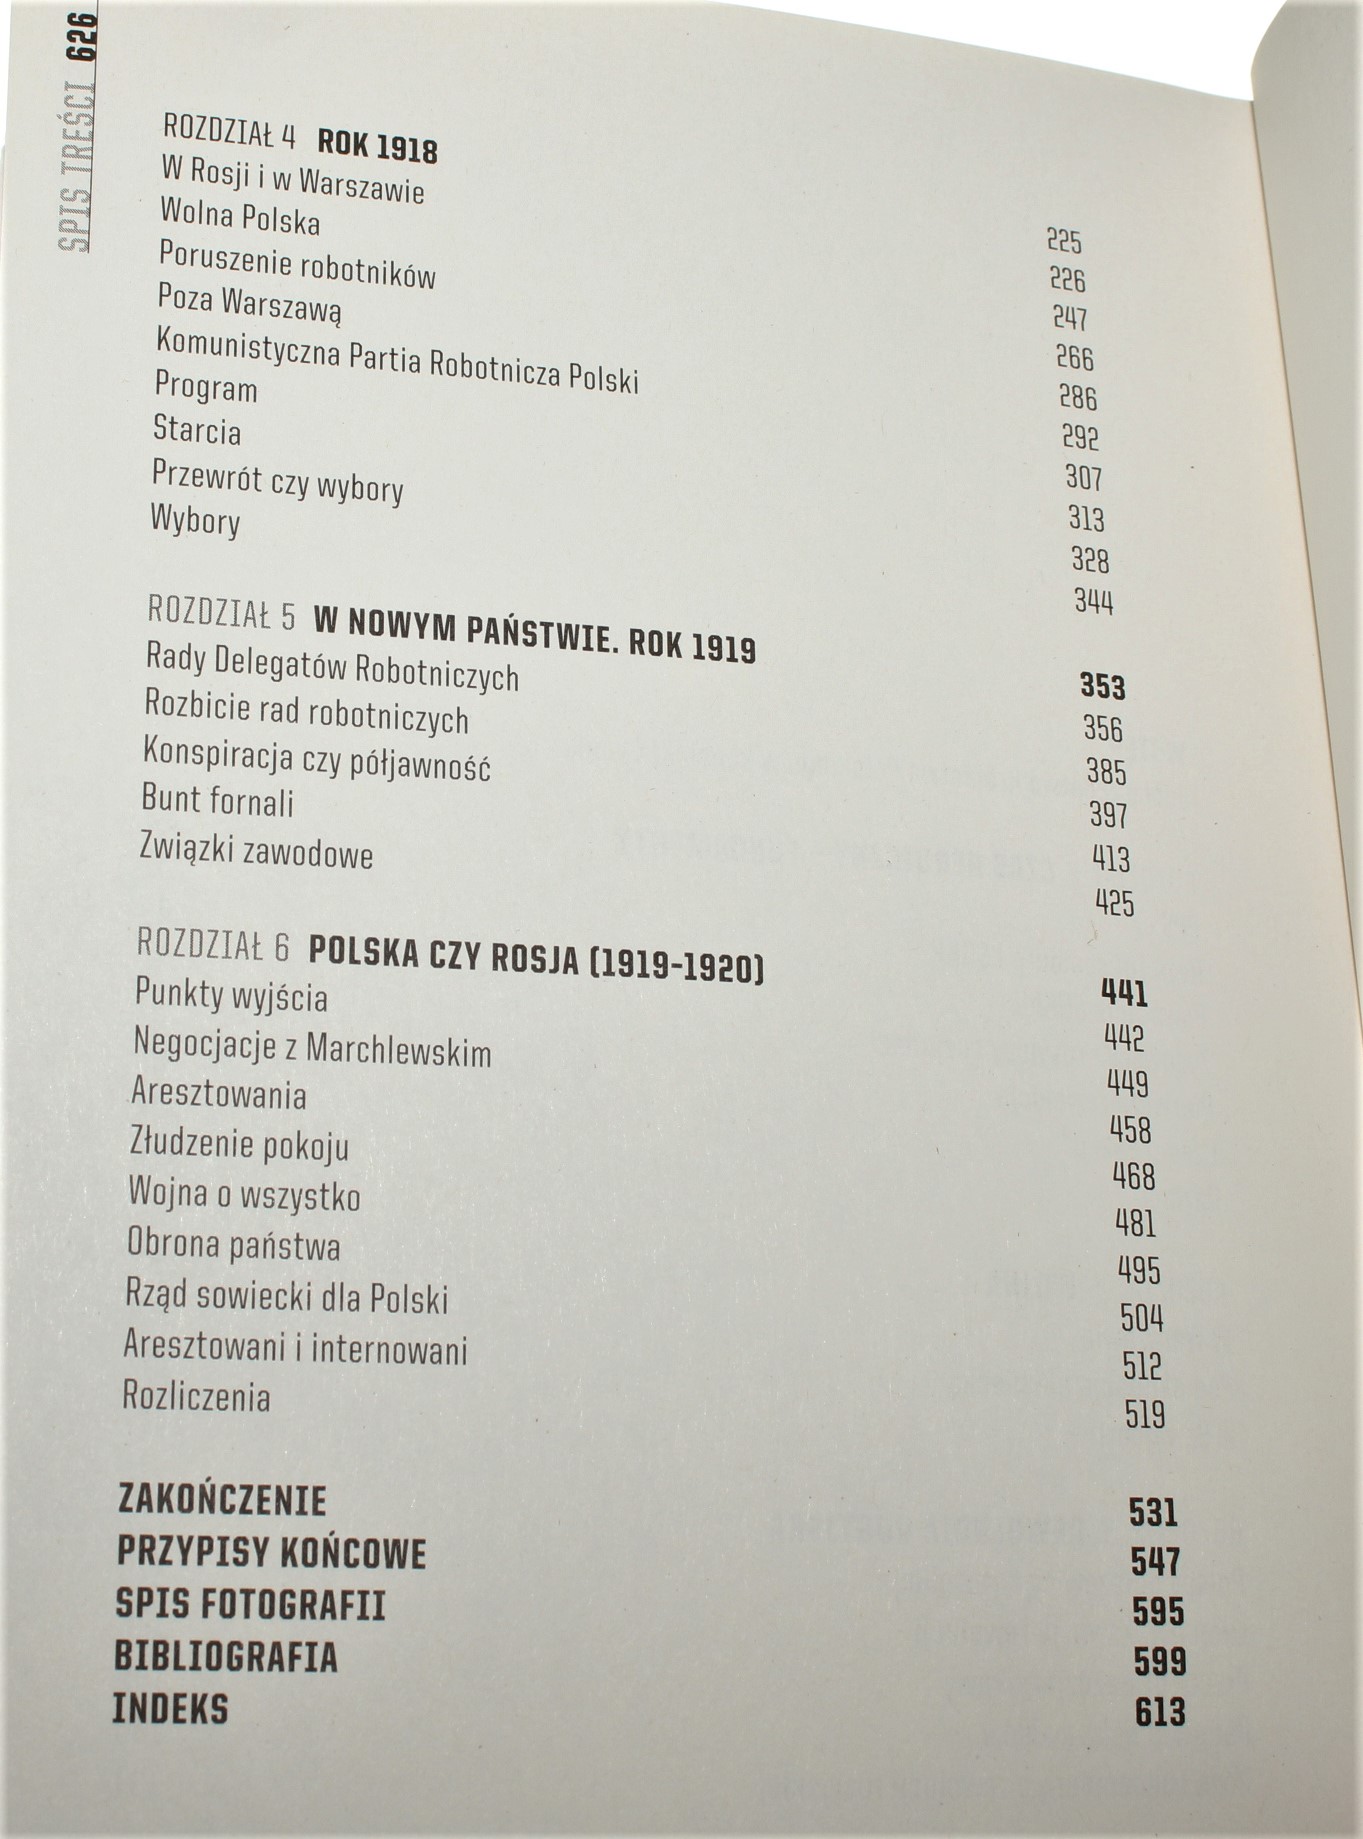 SPIS TREŚCI 626
ROZDZIAŁ 4 ROK 1918 225
W Rosji i w Warszawie 226
Wolna Polska 247
Poruszenie robotników 266
Poza Warszawą 286
Komunistyczna Partia Robotnicza Polski 292
Program 307
Starcia 313
Przewrót czy wybory 328
Wybory 344
ROZDZIAŁ 5 W NOWYM PAŃSTWIE. ROK 1919 353
Rady Delegatów Robotniczych 356
Rozbicie rad robotniczych 385
Konspiracja czy półjawność 397
Bunt fornali 413
Związki zawodowe 425
ROZDZIAŁ 6 POLSKA CZY ROSJA (1919-1920) 441
Punkty wyjścia 442
Negocjacje z Marchlewskim 449
Aresztowania 458
Złudzenie pokoju 468
Wojna o wszystko 481
Obrona państwa 495
Rząd sowiecki dla Polski 504
Aresztowani i internowani 512
Rozliczenia 519
ZAKOŃCZENIE 531
PRZYPISY KOŃCOWE 547
SPIS FOTOGRAFII 595
BIBLIOGRAFIA 599
INDEKS 613